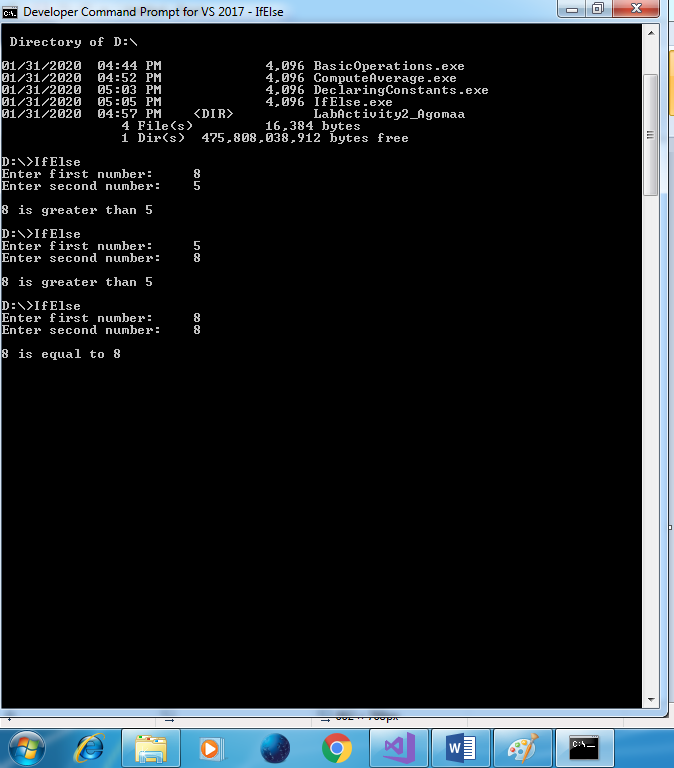 Developer Command Prompt for VS 2017 - IfElse
Directory of D:\
01/31/2020 04:44 PM 4,096 BasicOperations.exe
01/31/2020 04:52 PM 4,096 ComputeAverage.exe
01/31/2020 05:03 PM 4,096 DeclaringConstants.exe
01/31/2020 05:05 PM 4,096 IfElse.exe
01/31/2020 04:57 PM <DIR> LabActivity2_Agomaa
4 File(s) 16,384 bytes
1 Dir(s) 475,808,038,912 bytes free
D:\>IfElse
Enter first number: 8
Enter second number: 5
8 is greater than 5
D:\>IfElse
Enter first number: 5
Enter second number: 8
8 is greater than 5
D:\>IfElse
Enter first number: 8
Enter second number: 8
8 is equal to 8